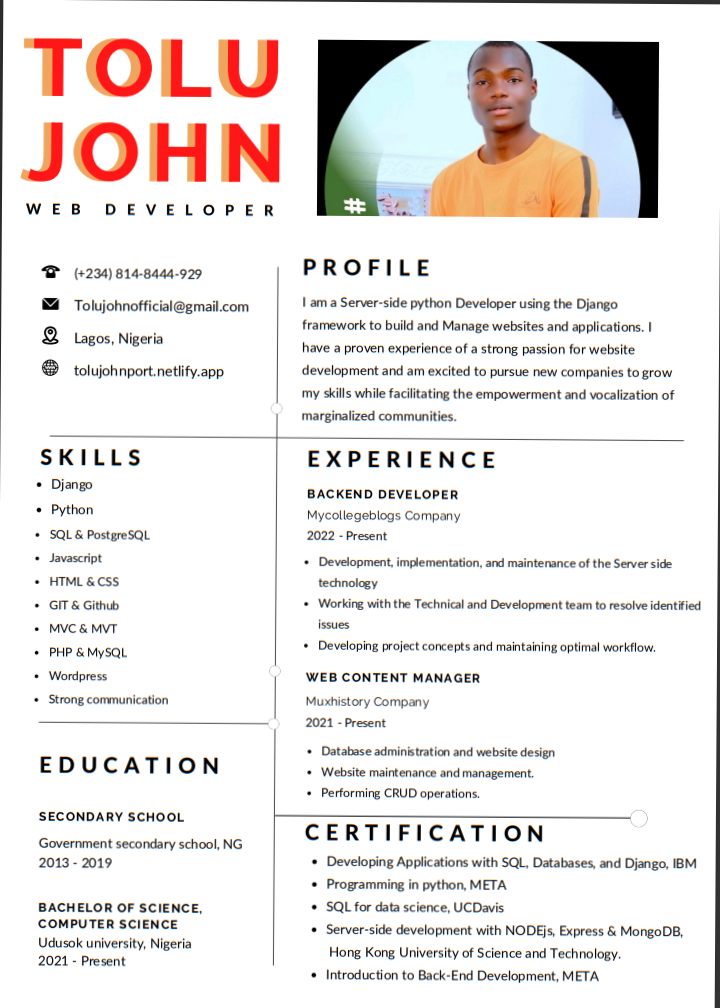 TOLU
JOHN
WEB DEVELOPER
#
(+234) 814-8444-929
Tolujohnofficial@gmail.com
Lagos, Nigeria
tolujohnport.netlify.app
PROFILE
I am a Server-side python Developer using the Django
framework to build and Manage websites and applications. I
have a proven experience of a strong passion for website
development and am excited to pursue new companies to grow
my skills while facilitating the empowerment and vocalization of
marginalized communities.
SKILLS
• Django
• Python
• SQL & PostgreSQL
• Javascript
• HTML & CSS
• GIT & Github
• MVC & MVT
• PHP & MySQL
• Wordpress
• Strong communication
EDUCATION
SECONDARY SCHOOL
Government secondary school, NG
2013 - 2019
BACHELOR OF SCIENCE,
COMPUTER SCIENCE
Udusok university, Nigeria
2021 - Present
EXPERIENCE
BACKEND DEVELOPER
Mycollegeblogs Company
2022 - Present
• Development, implementation, and maintenance of the Server side
technology
• Working with the Technical and Development team to resolve identified
issues
• Developing project concepts and maintaining optimal workflow.
WEB CONTENT MANAGER
Muxhistory Company
2021 - Present
• Database administration and website design
• Website maintenance and management.
• Performing CRUD operations.
CERTIFICATION
• Developing Applications with SQL, Databases, and Django, IBM
• Programming in python, META
• SQL for data science, UCDavis
• Server-side development with NODEjs, Express & MongoDB,
Hong Kong University of Science and Technology.
• Introduction to Back-End Development, META